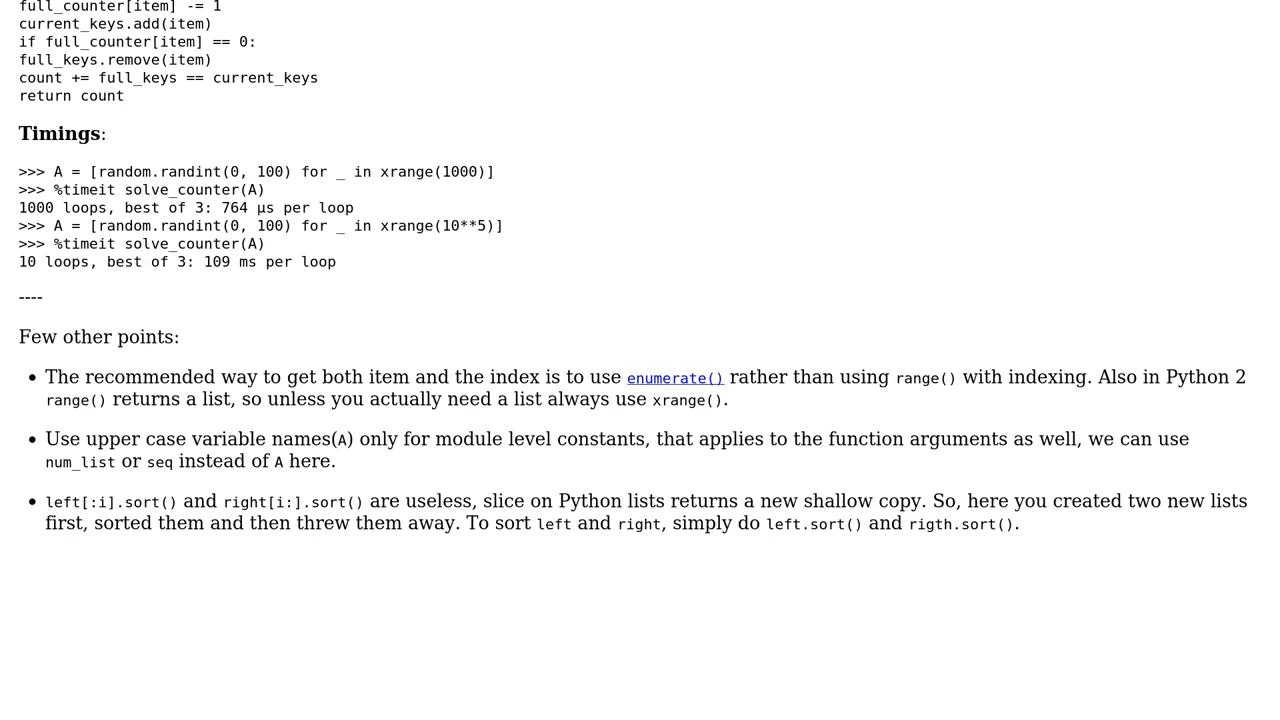 full_counter[item] -= 1
current_keys.add(item)
if full_counter[item] == 0:
full_keys.remove(item)
count += full_keys == current_keys
return count
Timings:
>>> A = [random.randint(0, 100) for _ in xrange(1000)]
>>> %timeit solve_counter(A)
1000 loops, best of 3: 764 µs per loop
>>> A = [random.randint(0, 100) for _ in xrange(10**5)]
>>> %timeit solve_counter(A)
10 loops, best of 3: 109 ms per loop
----
Few other points:
• The recommended way to get both item and the index is to use enumerate() rather than using range() with indexing. Also in Python 2
range() returns a list, so unless you actually need a list always use xrange().
• Use upper case variable names(A) only for module level constants, that applies to the function arguments as well, we can use
num_list or seq instead of A here.
• left[:i].sort() and right[i:].sort() are useless, slice on Python lists returns a new shallow copy. So, here you created two new lists
first, sorted them and then threw them away. To sort left and right, simply do left.sort() and rigth.sort().